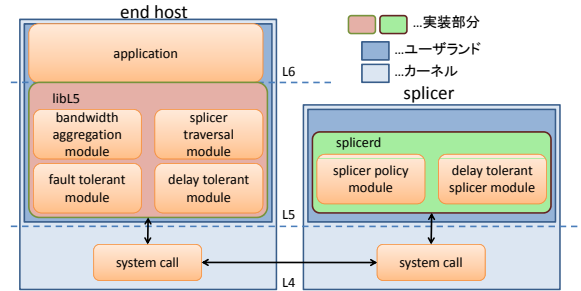 end host
application
libL5
bandwidth
aggregation
module
splicer
traversal
module
fault tolerant
module
delay tolerant
module
system call
...実装部分
...ユーザランド
...カーネル
L6
splicer
splicerd
splicer policy
module
delay tolerant
splicer module
L5
system call
L4